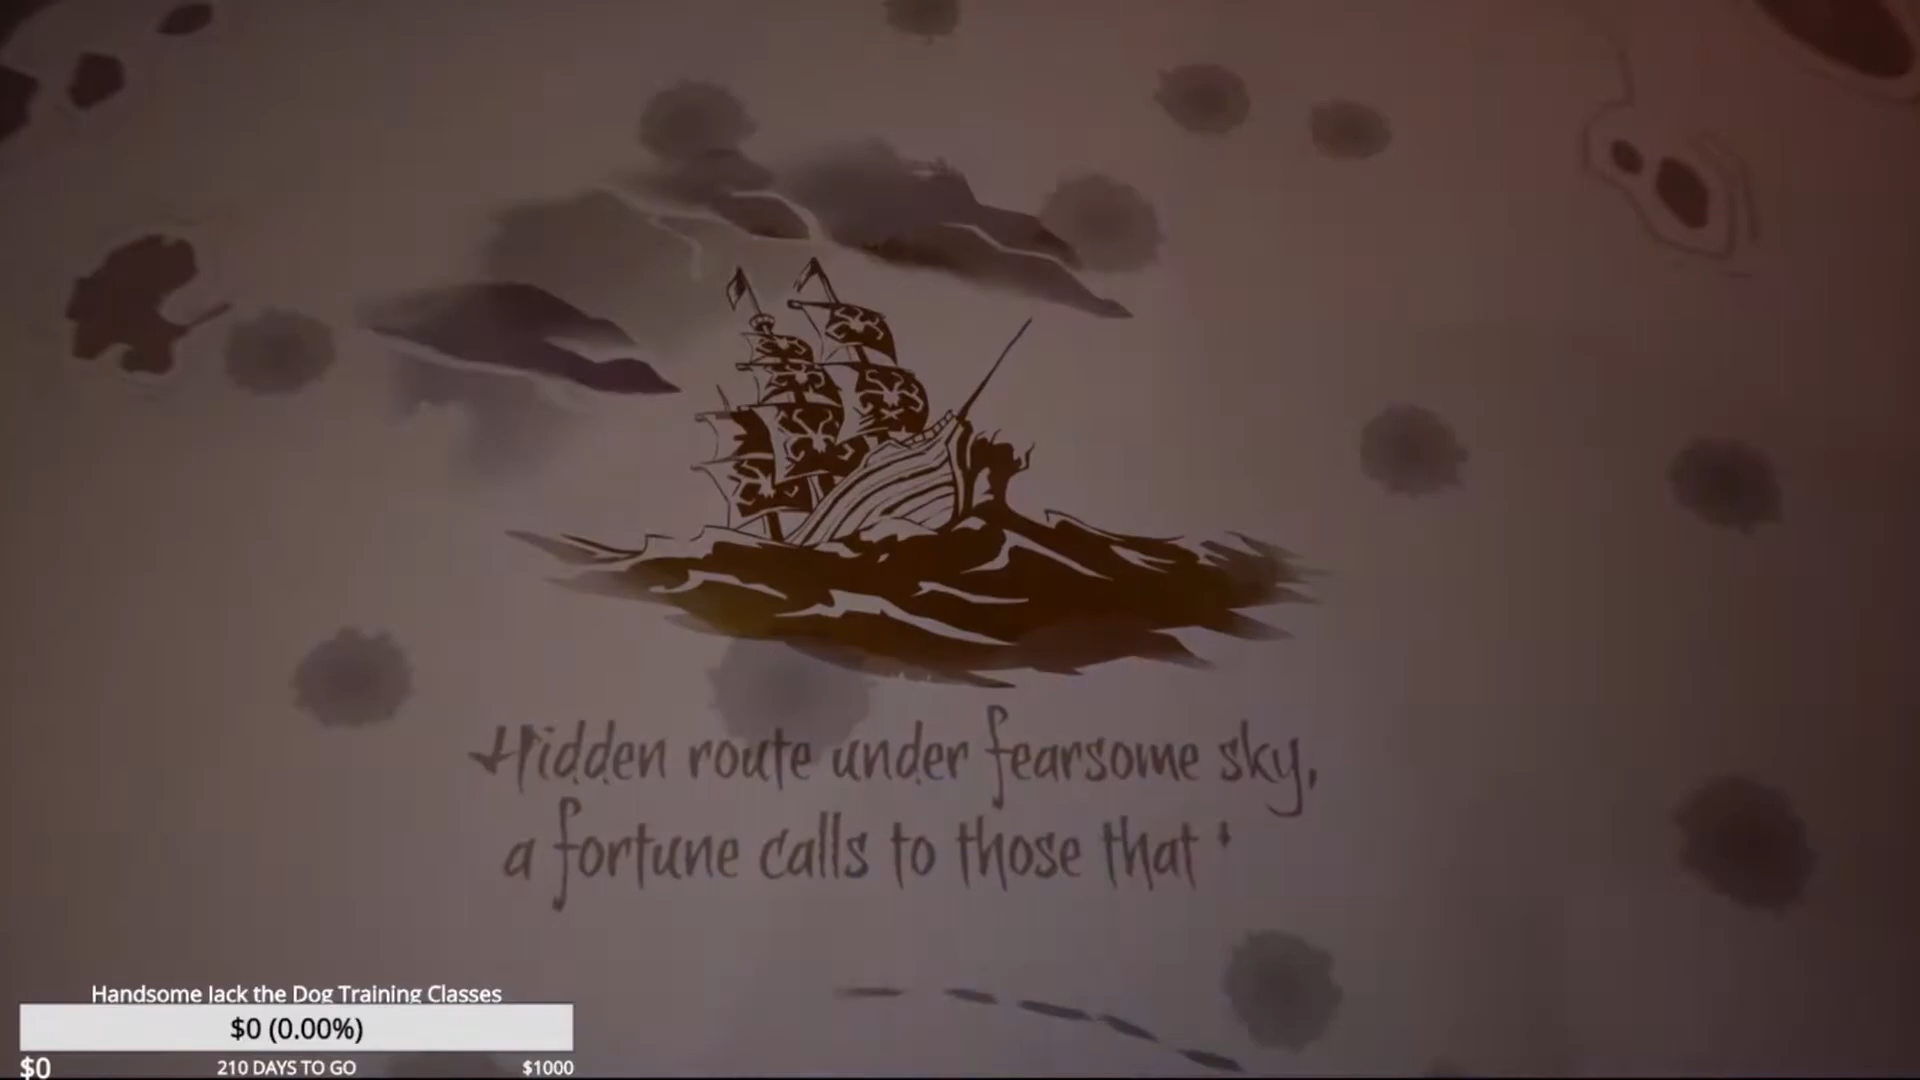 Hidden route under fearsome sky,
a fortune calls to those that
Handsome Jack the Dog Training Classes
$0 (0.00%)
$0 210 DAYS TO GO $1000